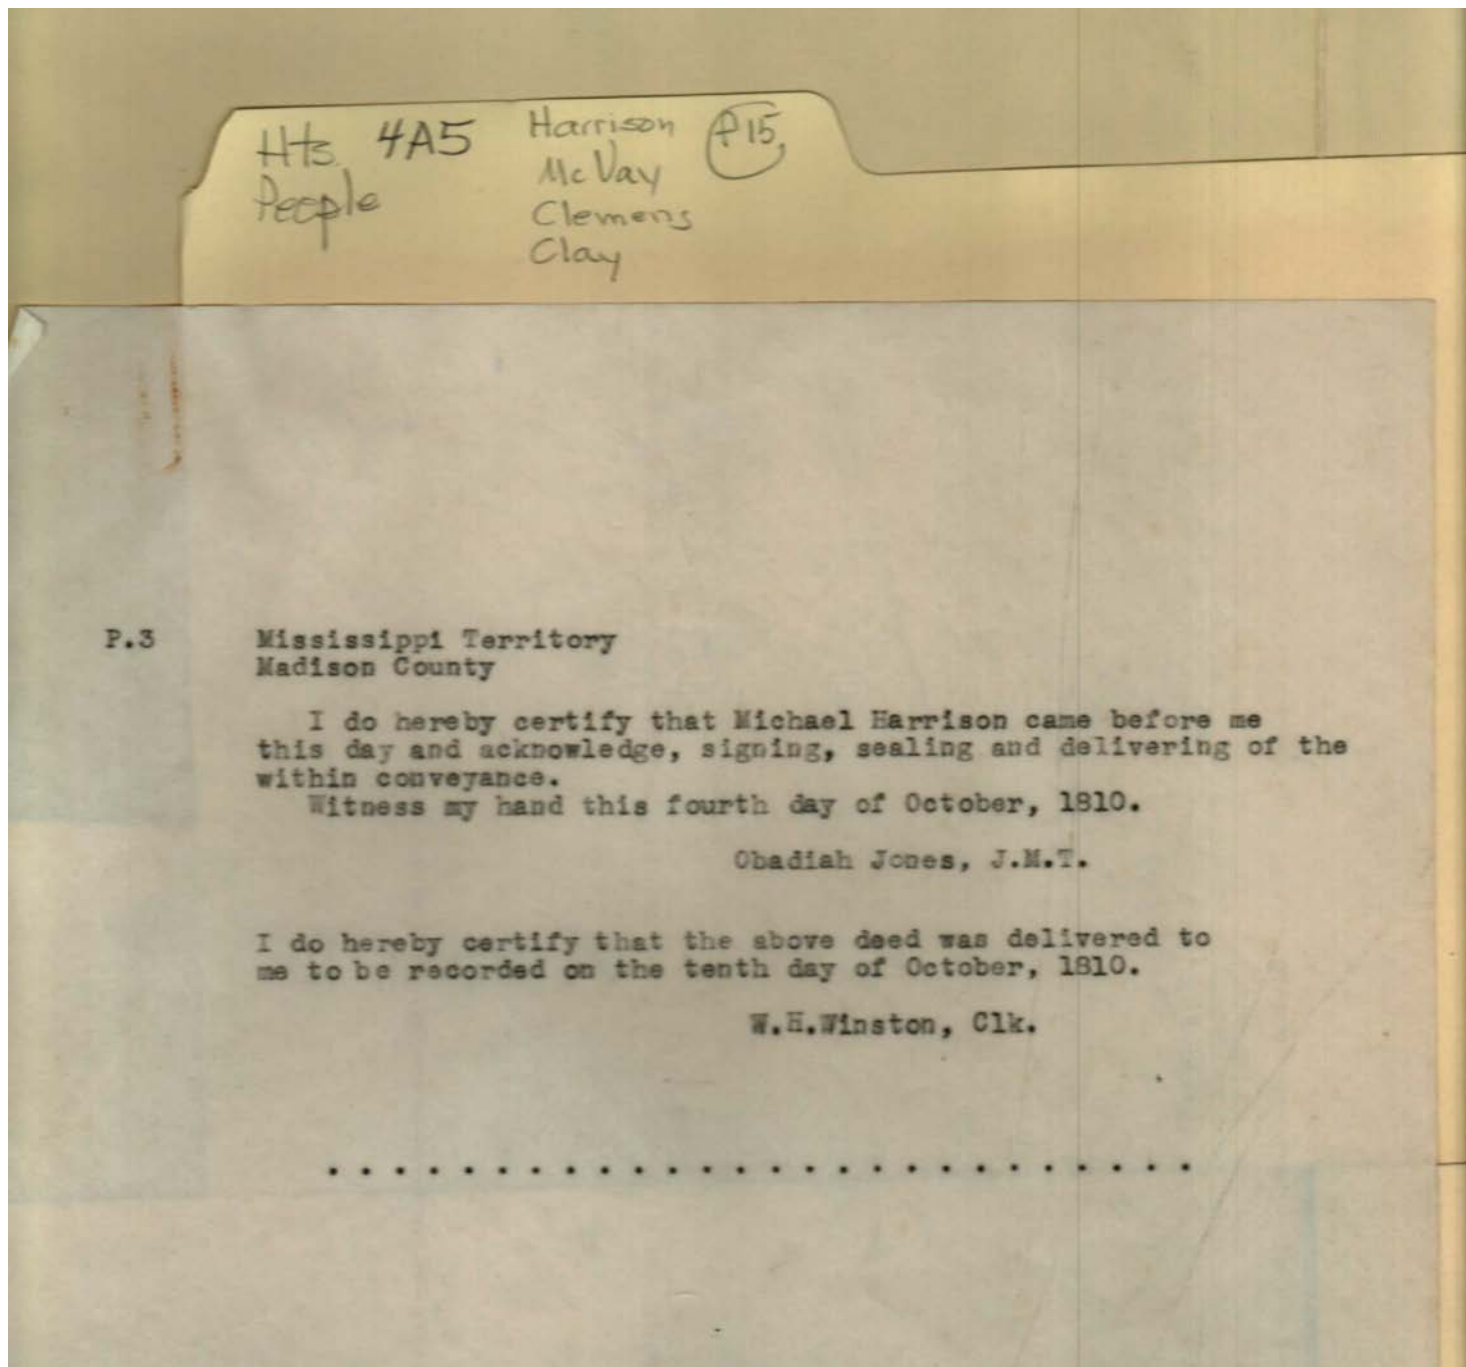 Hts. 4A5 Harrison P15
People McVay
Clemens
Clay
P.3 Mississippi Territory
Madison County
I do hereby certify that Michael Harrison came before me
this day and acknowledge, signing, sealing and delivering of the
within conveyance.
Witness my hand this fourth day of October, 1810.
Obadiah Jones, J.M.T.
I do hereby certify that the above deed was delivered to
me to be recorded on the tenth day of October, 1810.
W.H.Winston, Clk.
. . . . . . . . . . . . . . . . . . . . . . . . . . .